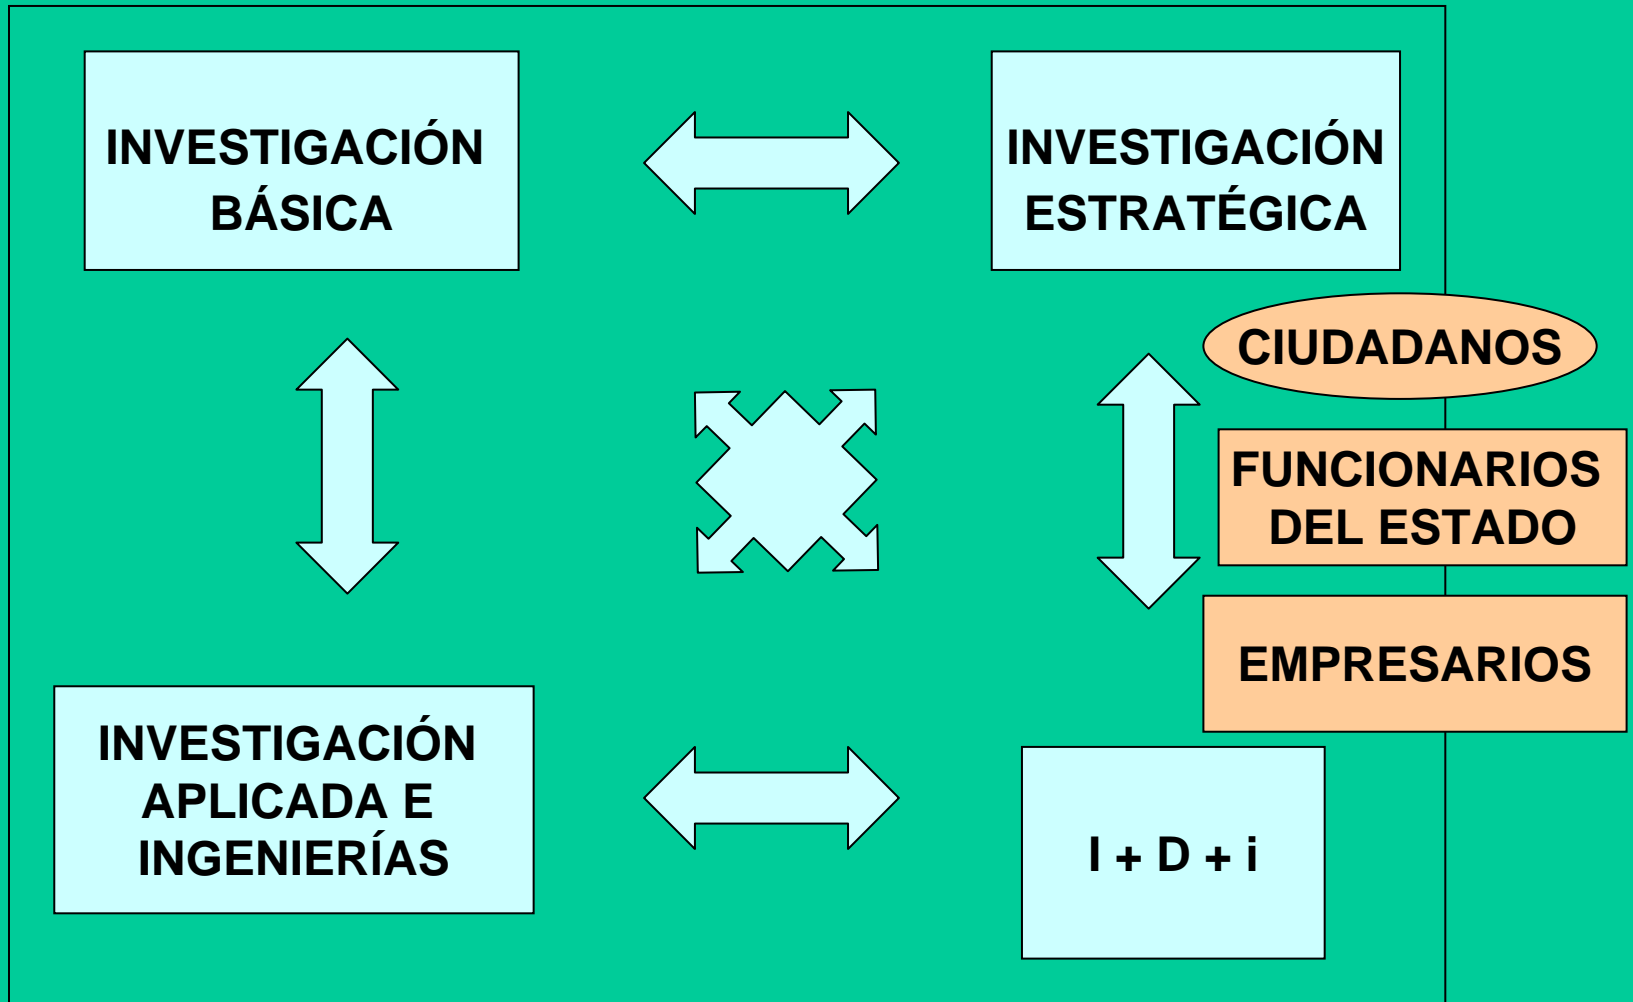 INVESTIGACIÓN
BÁSICA
INVESTIGACIÓN
ESTRATÉGICA
CIUDADANOS
FUNCIONARIOS
DEL ESTADO
EMPRESARIOS
INVESTIGACIÓN
APLICADA E
INGENIERÍAS
I + D + i